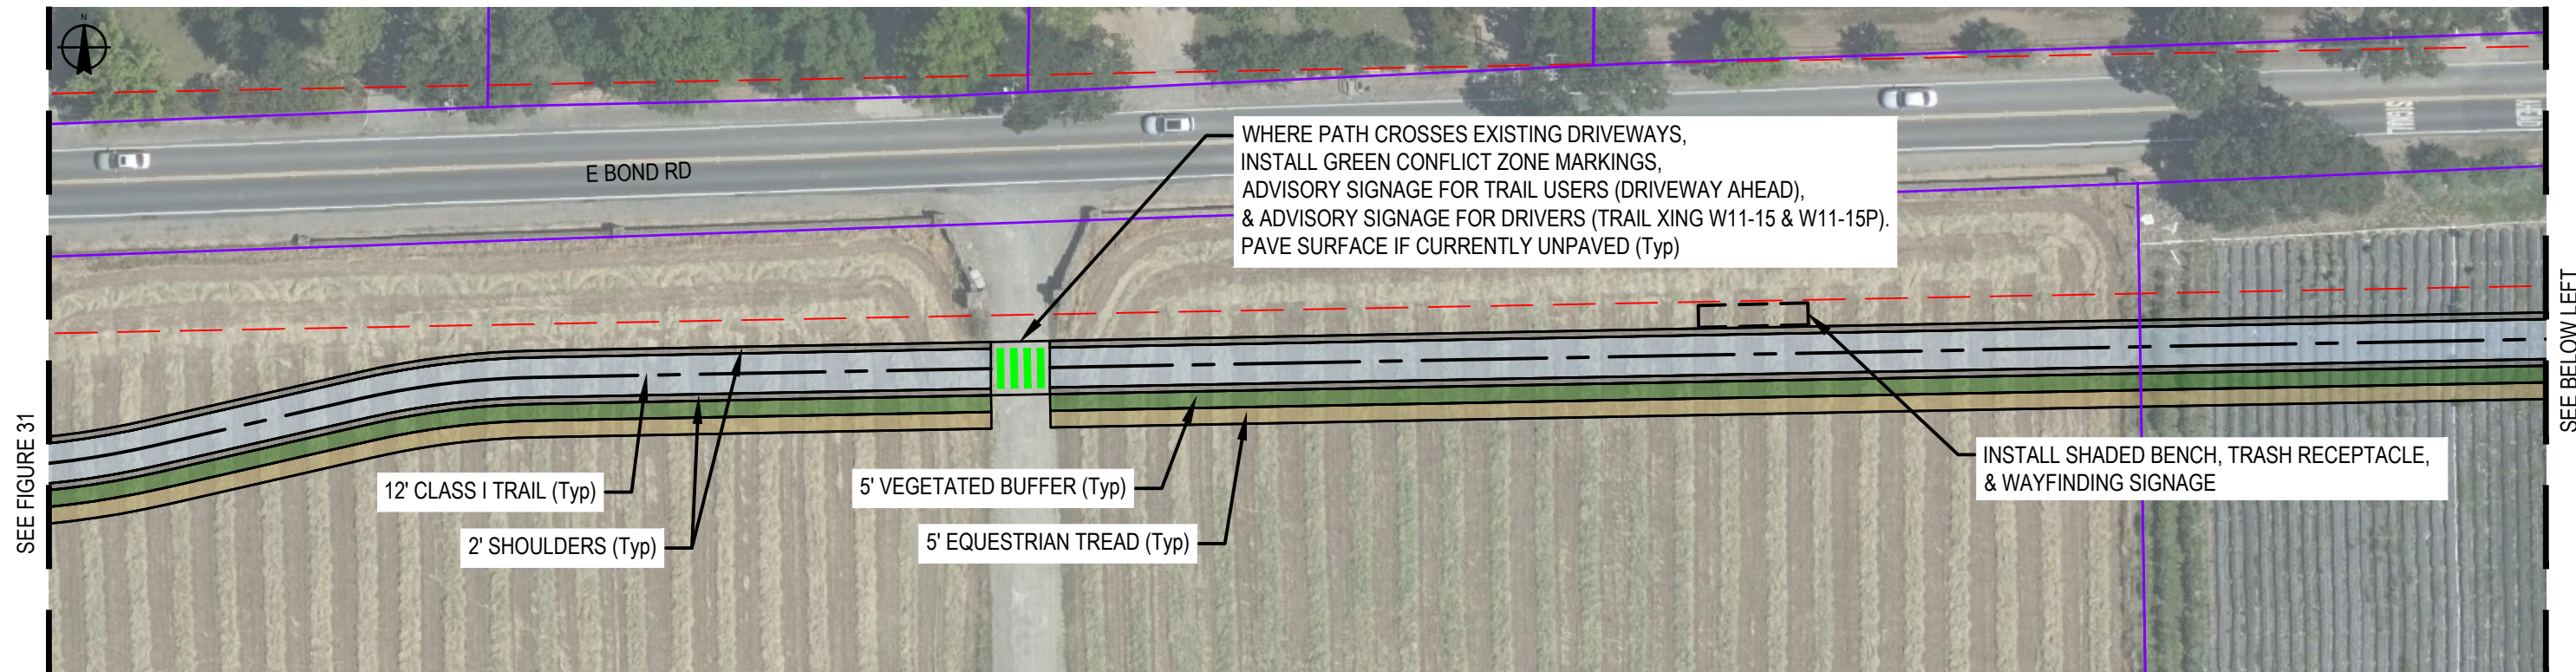 N
E BOND RD
WHERE PATH CROSSES EXISTING DRIVEWAYS,
INSTALL GREEN CONFLICT ZONE MARKINGS,
ADVISORY SIGNAGE FOR TRAIL USERS (DRIVEWAY AHEAD),
& ADVISORY SIGNAGE FOR DRIVERS (TRAIL XING W11-15 & W11-15P).
PAVE SURFACE IF CURRENTLY UNPAVED (Typ)
SIGNAL
AHEAD
SEE FIGURE 31
SEE BELOW LEFT
12' CLASS I TRAIL (Typ)
2' SHOULDERS (Typ)
5' VEGETATED BUFFER (Typ)
5' EQUESTRIAN TREAD (Typ)
INSTALL SHADED BENCH, TRASH RECEPTACLE,
& WAYFINDING SIGNAGE